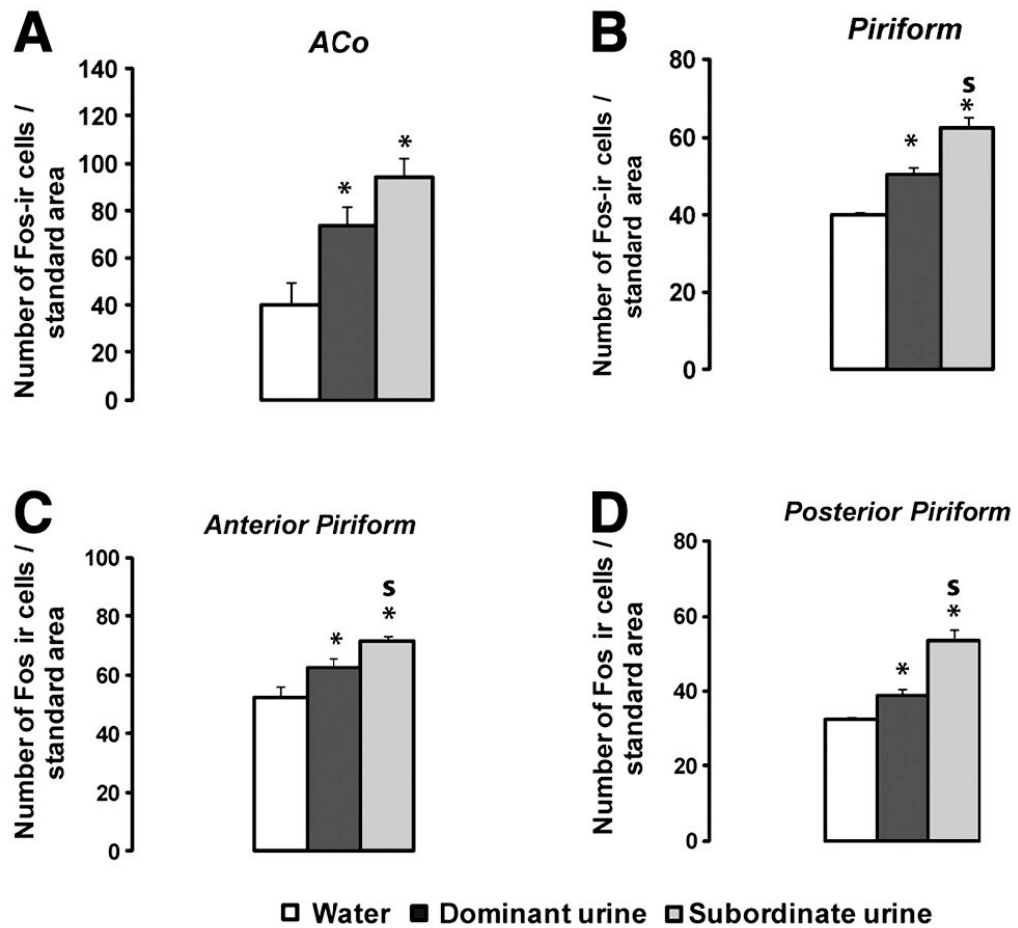 A
ACo
Number of Fos-ir cells /
standard area
140
120
100
80
60
40
20
0
*
*
B
Piriform
Number of Fos-ir cells /
standard area
80
60
40
20
0
*
S
*
C
Anterior Piriform
Number of Fos ir cells /
standard area
100
80
60
40
20
0
*
S
*
D
Posterior Piriform
Number of Fos ir cells /
standard area
80
60
40
20
0
*
S
*
Water Dominant urine Subordinate urine